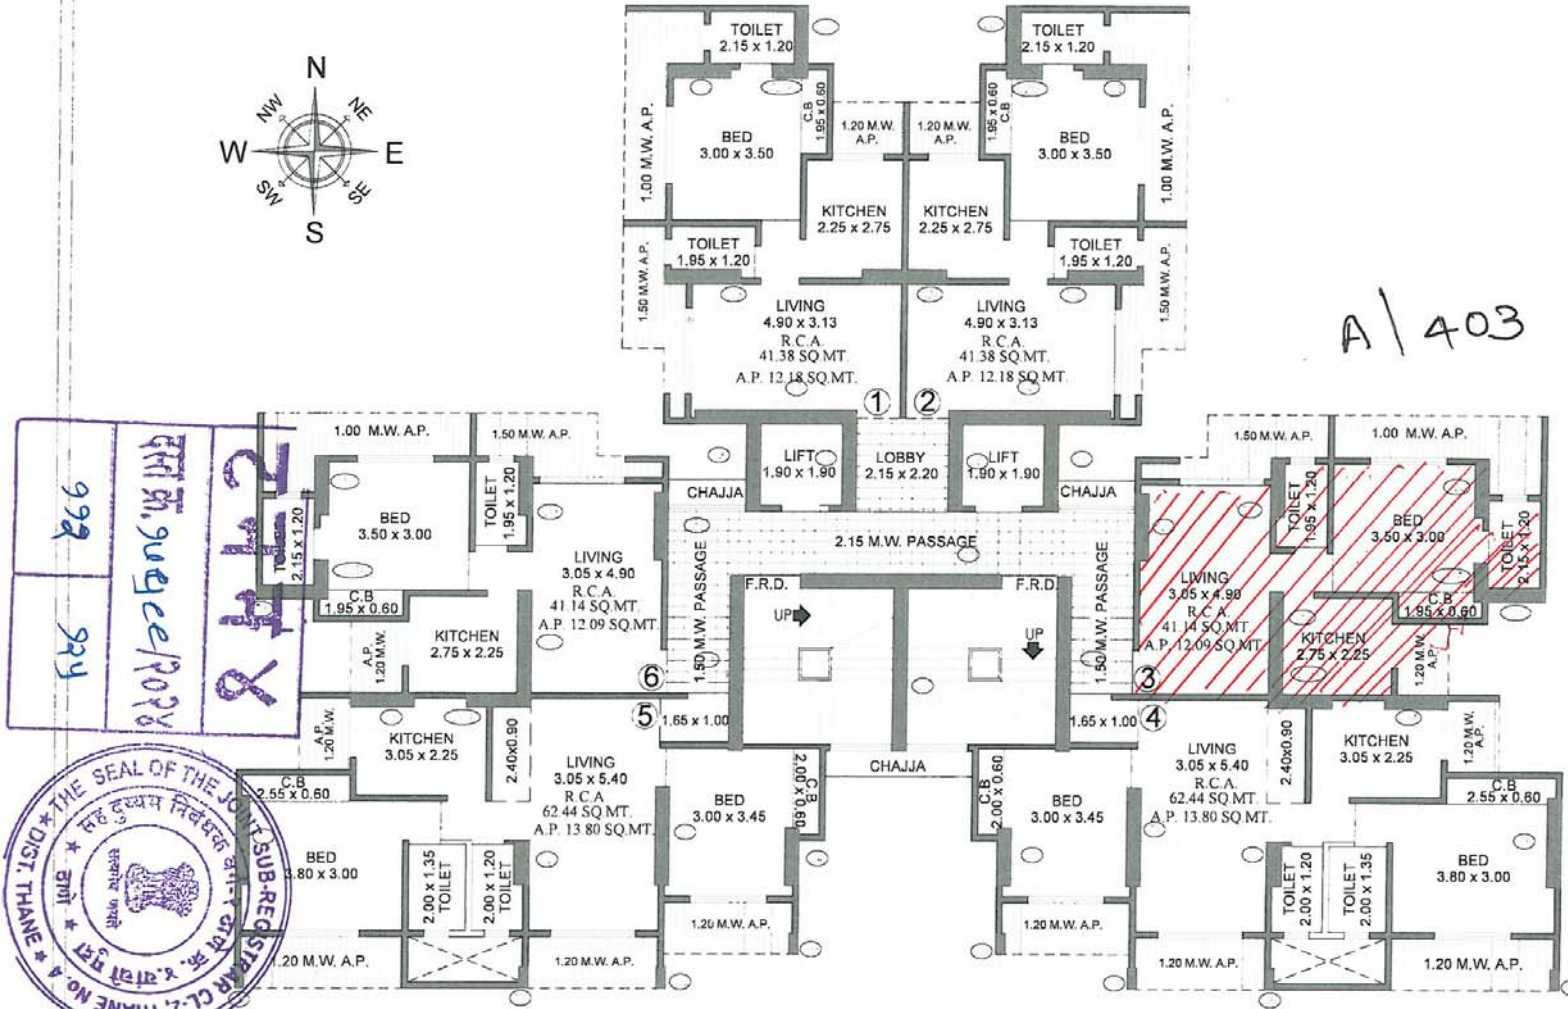 N
NW
NE
W
E
SW
SE
S
TOILET
2.15 x 1.20
TOILET
2.15 x 1.20
1.00 M.W. A.P.
BED
3.00 x 3.50
C.B
1.95 x 0.60
1.20 M.W.
A.P.
1.20 M.W.
A.P.
1.95 x 0.60
C.B
BED
3.00 x 3.50
1.00 M.W. A.P.
KITCHEN
2.25 x 2.75
KITCHEN
2.25 x 2.75
1.50 M.W. A.P.
TOILET
1.95 x 1.20
TOILET
1.95 x 1.20
1.50 M.W. A.P.
LIVING
4.90 x 3.13
R.C.A.
41.38 SQ.MT.
A.P. 12.18 SQ.MT.
LIVING
4.90 x 3.13
R.C.A.
41.38 SQ.MT.
A.P. 12.18 SQ.MT.
A/403
1
2
LIFT
1.90 x 1.90
LOBBY
2.15 x 2.20
LIFT
1.90 x 1.90
CHAJJA
CHAJJA
2.15 M.W. PASSAGE
1.50 M.W. PASSAGE
1.50 M.W. PASSAGE
F.R.D.
F.R.D.
UP
UP
1.00 M.W. A.P.
1.50 M.W. A.P.
TOILET
2.15 x 1.20
BED
3.50 x 3.00
TOILET
1.95 x 1.20
LIVING
3.05 x 4.90
R.C.A.
41.14 SQ.MT.
A.P. 12.09 SQ.MT.
C.B
1.95 x 0.60
KITCHEN
2.75 x 2.25
A.P.
1.20 M.W.
6
1.50 M.W. A.P.
1.00 M.W. A.P.
TOILET
1.95 x 1.20
BED
3.50 x 3.00
TOILET
2.15 x 1.20
LIVING
3.05 x 4.90
R.C.A.
41.14 SQ.MT.
A.P. 12.09 SQ.MT.
C.B
1.95 x 0.60
KITCHEN
2.75 x 2.25
1.20 M.W.
A.P.
3
5
1.65 x 1.00
1.65 x 1.00
4
A.P.
1.20 M.W.
KITCHEN
3.05 x 2.25
2.40x0.90
LIVING
3.05 x 5.40
R.C.A.
62.44 SQ.MT.
A.P. 13.80 SQ.MT.
C.B
2.55 x 0.60
BED
3.80 x 3.00
2.00 x 1.35
TOILET
2.00 x 1.20
TOILET
BED
3.00 x 3.45
2.00 x 0.60
C.B
CHAJJA
C.B
2.00 x 0.60
BED
3.00 x 3.45
LIVING
3.05 x 5.40
R.C.A.
62.44 SQ.MT.
A.P. 13.80 SQ.MT.
2.40x0.90
KITCHEN
3.05 x 2.25
1.20 M.W.
A.P.
C.B
2.55 x 0.60
TOILET
2.00 x 1.20
TOILET
2.00 x 1.35
BED
3.80 x 3.00
1.20 M.W. A.P.
1.20 M.W. A.P.
1.20 M.W. A.P.
1.20 M.W. A.P.
1.20 M.W. A.P.
1.20 M.W. A.P.
दस्त क्र.
THE SEAL OF THE JOINT SUB-REGISTRAR CL-2, THANE No. 4
DIST. THANE
सह दुय्यम निबंधक
ठाणे